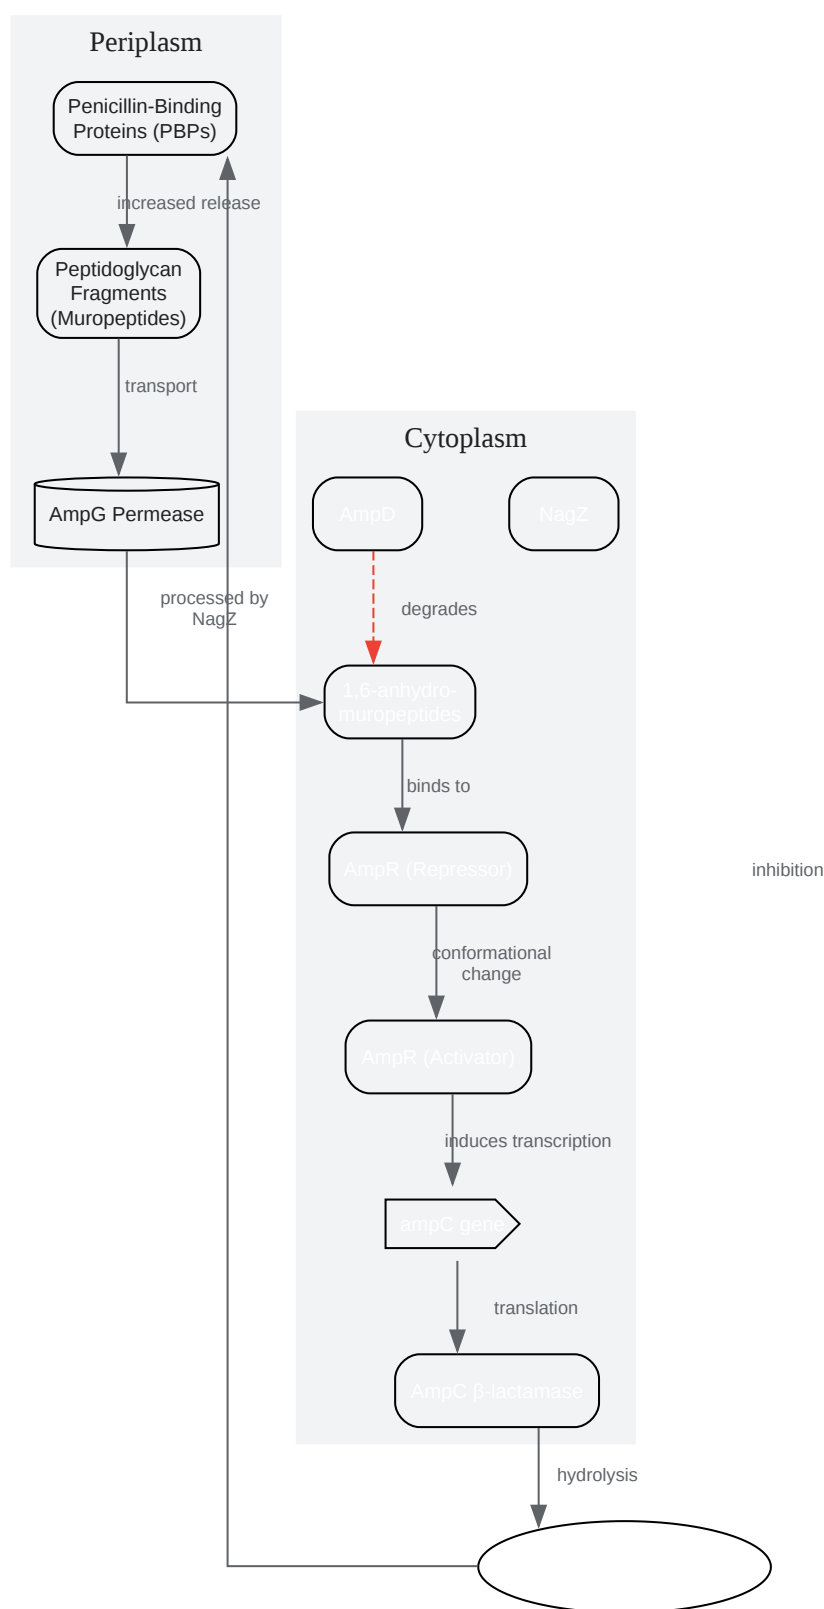 Periplasm
Penicillin-Binding
Proteins (PBPs)
increased release
Peptidoglycan
Fragments
(Muropeptides)
transport
AmpG Permease
processed by
NagZ
Cytoplasm
AmpD
NagZ
degrades
1,6-anhydro-
muropeptides
binds to
AmpR (Repressor)
inhibition
conformational
change
AmpR (Activator)
induces transcription
ampC gene
translation
AmpC β-lactamase
hydrolysis